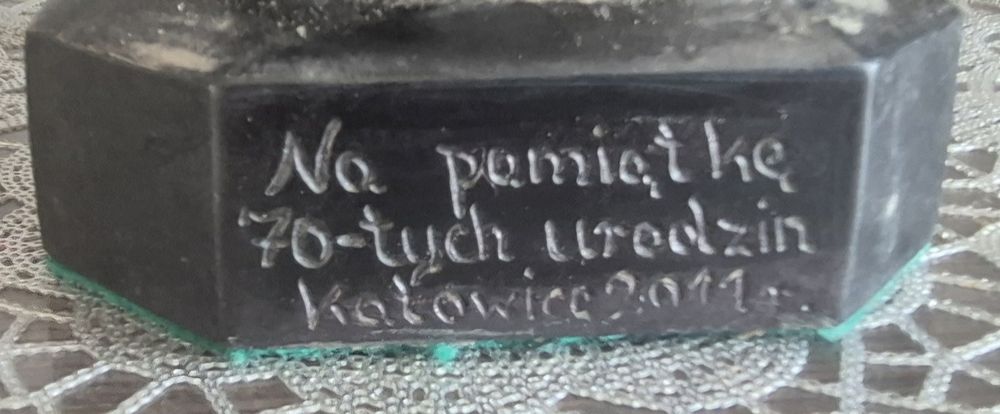 Na pamiątkę
70-tych urodzin
Katowice 2011 r.